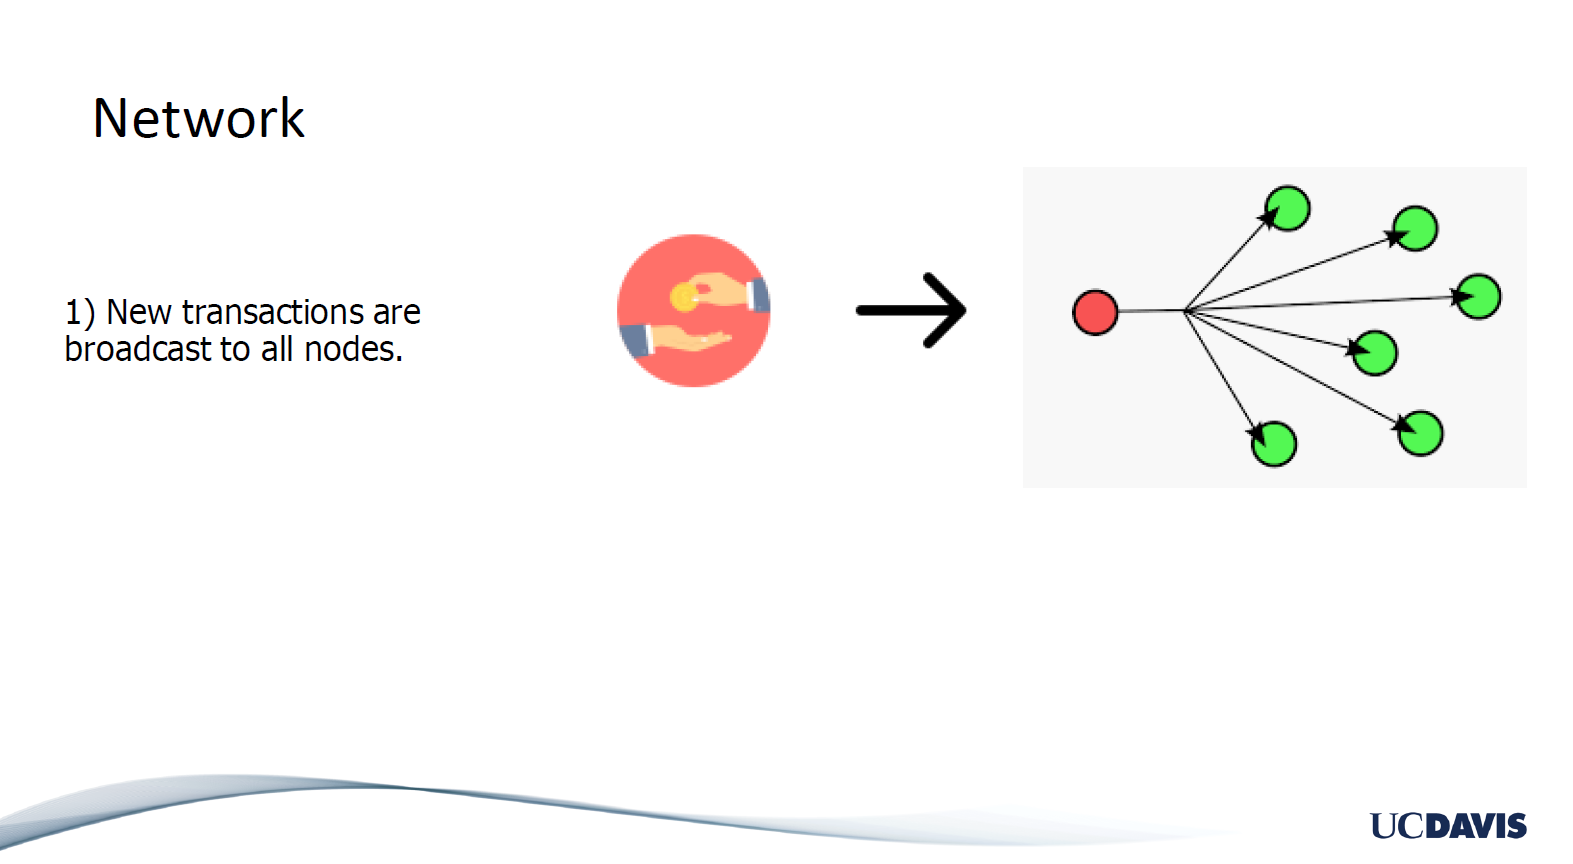 Network
1) New transactions are
broadcast to all nodes.
UCDAVIS